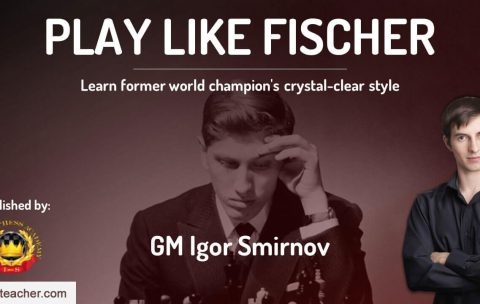 PLAY LIKE FISCHER
Learn former world champion's crystal-clear style
lished by:
GM Igor Smirnov
teacher.com